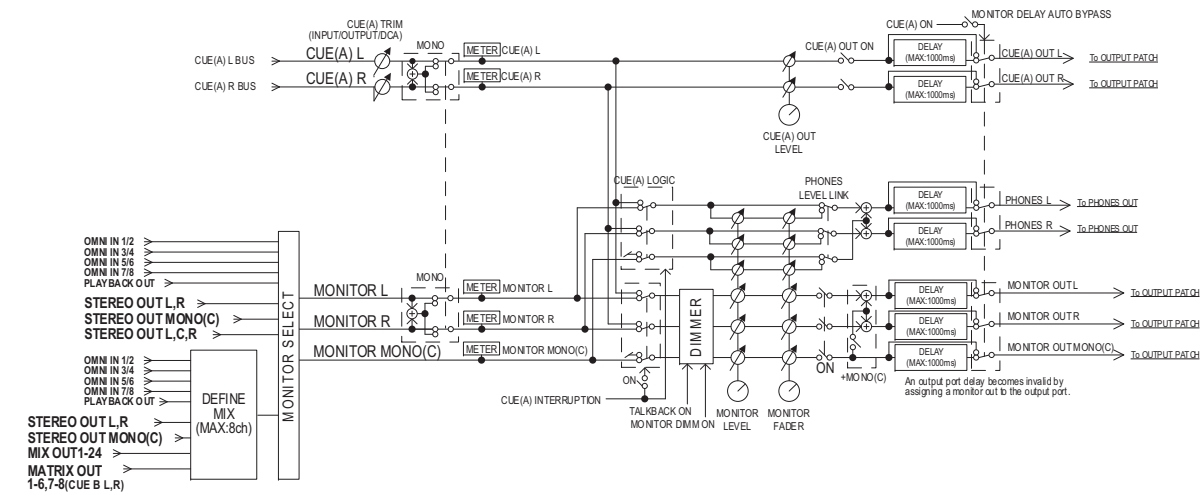 CUE(A) TRIM
(INPUT/OUTPUT/DCA)
MONO
CUE(A) L BUS
CUE(A) L
METER CUE(A) L
CUE(A) R BUS
CUE(A) R
METER CUE(A) R
CUE(A) OUT ON
CUE(A) OUT
LEVEL
CUE(A) ON
MONITOR DELAY AUTO BYPASS
DELAY
(MAX:1000ms)
CUE(A) OUT L
To OUTPUT PATCH
DELAY
(MAX:1000ms)
CUE(A) OUT R
To OUTPUT PATCH
CUE(A) LOGIC
PHONES
LEVEL LINK
DELAY
(MAX:1000ms)
PHONES L
To PHONES OUT
DELAY
(MAX:1000ms)
PHONES R
To PHONES OUT
OMNI IN 1/2
OMNI IN 3/4
OMNI IN 5/6
OMNI IN 7/8
PLAYBACK OUT
STEREO OUT L,R
STEREO OUT MONO(C)
STEREO OUT L,C,R
OMNI IN 1/2
OMNI IN 3/4
OMNI IN 5/6
OMNI IN 7/8
PLAYBACK OUT
STEREO OUT L,R
STEREO OUT MONO(C)
MIX OUT1-24
MATRIX OUT
1-6,7-8(CUE B L,R)
DEFINE
MIX
(MAX:8ch)
MONITOR SELECT
MONO
MONITOR L
METER MONITOR L
MONITOR R
METER MONITOR R
MONITOR MONO(C)
METER MONITOR MONO(C)
ON
CUE(A) INTERRUPTION
DIMMER
TALKBACK ON
MONITOR DIMM ON
MONITOR
LEVEL
MONITOR
FADER
ON
+MONO(C)
DELAY
(MAX:1000ms)
MONITOR OUT L
To OUTPUT PATCH
DELAY
(MAX:1000ms)
MONITOR OUT R
To OUTPUT PATCH
DELAY
(MAX:1000ms)
MONITOR OUT MONO(C)
To OUTPUT PATCH
An output port delay becomes invalid by
assigning a monitor out to the output port.